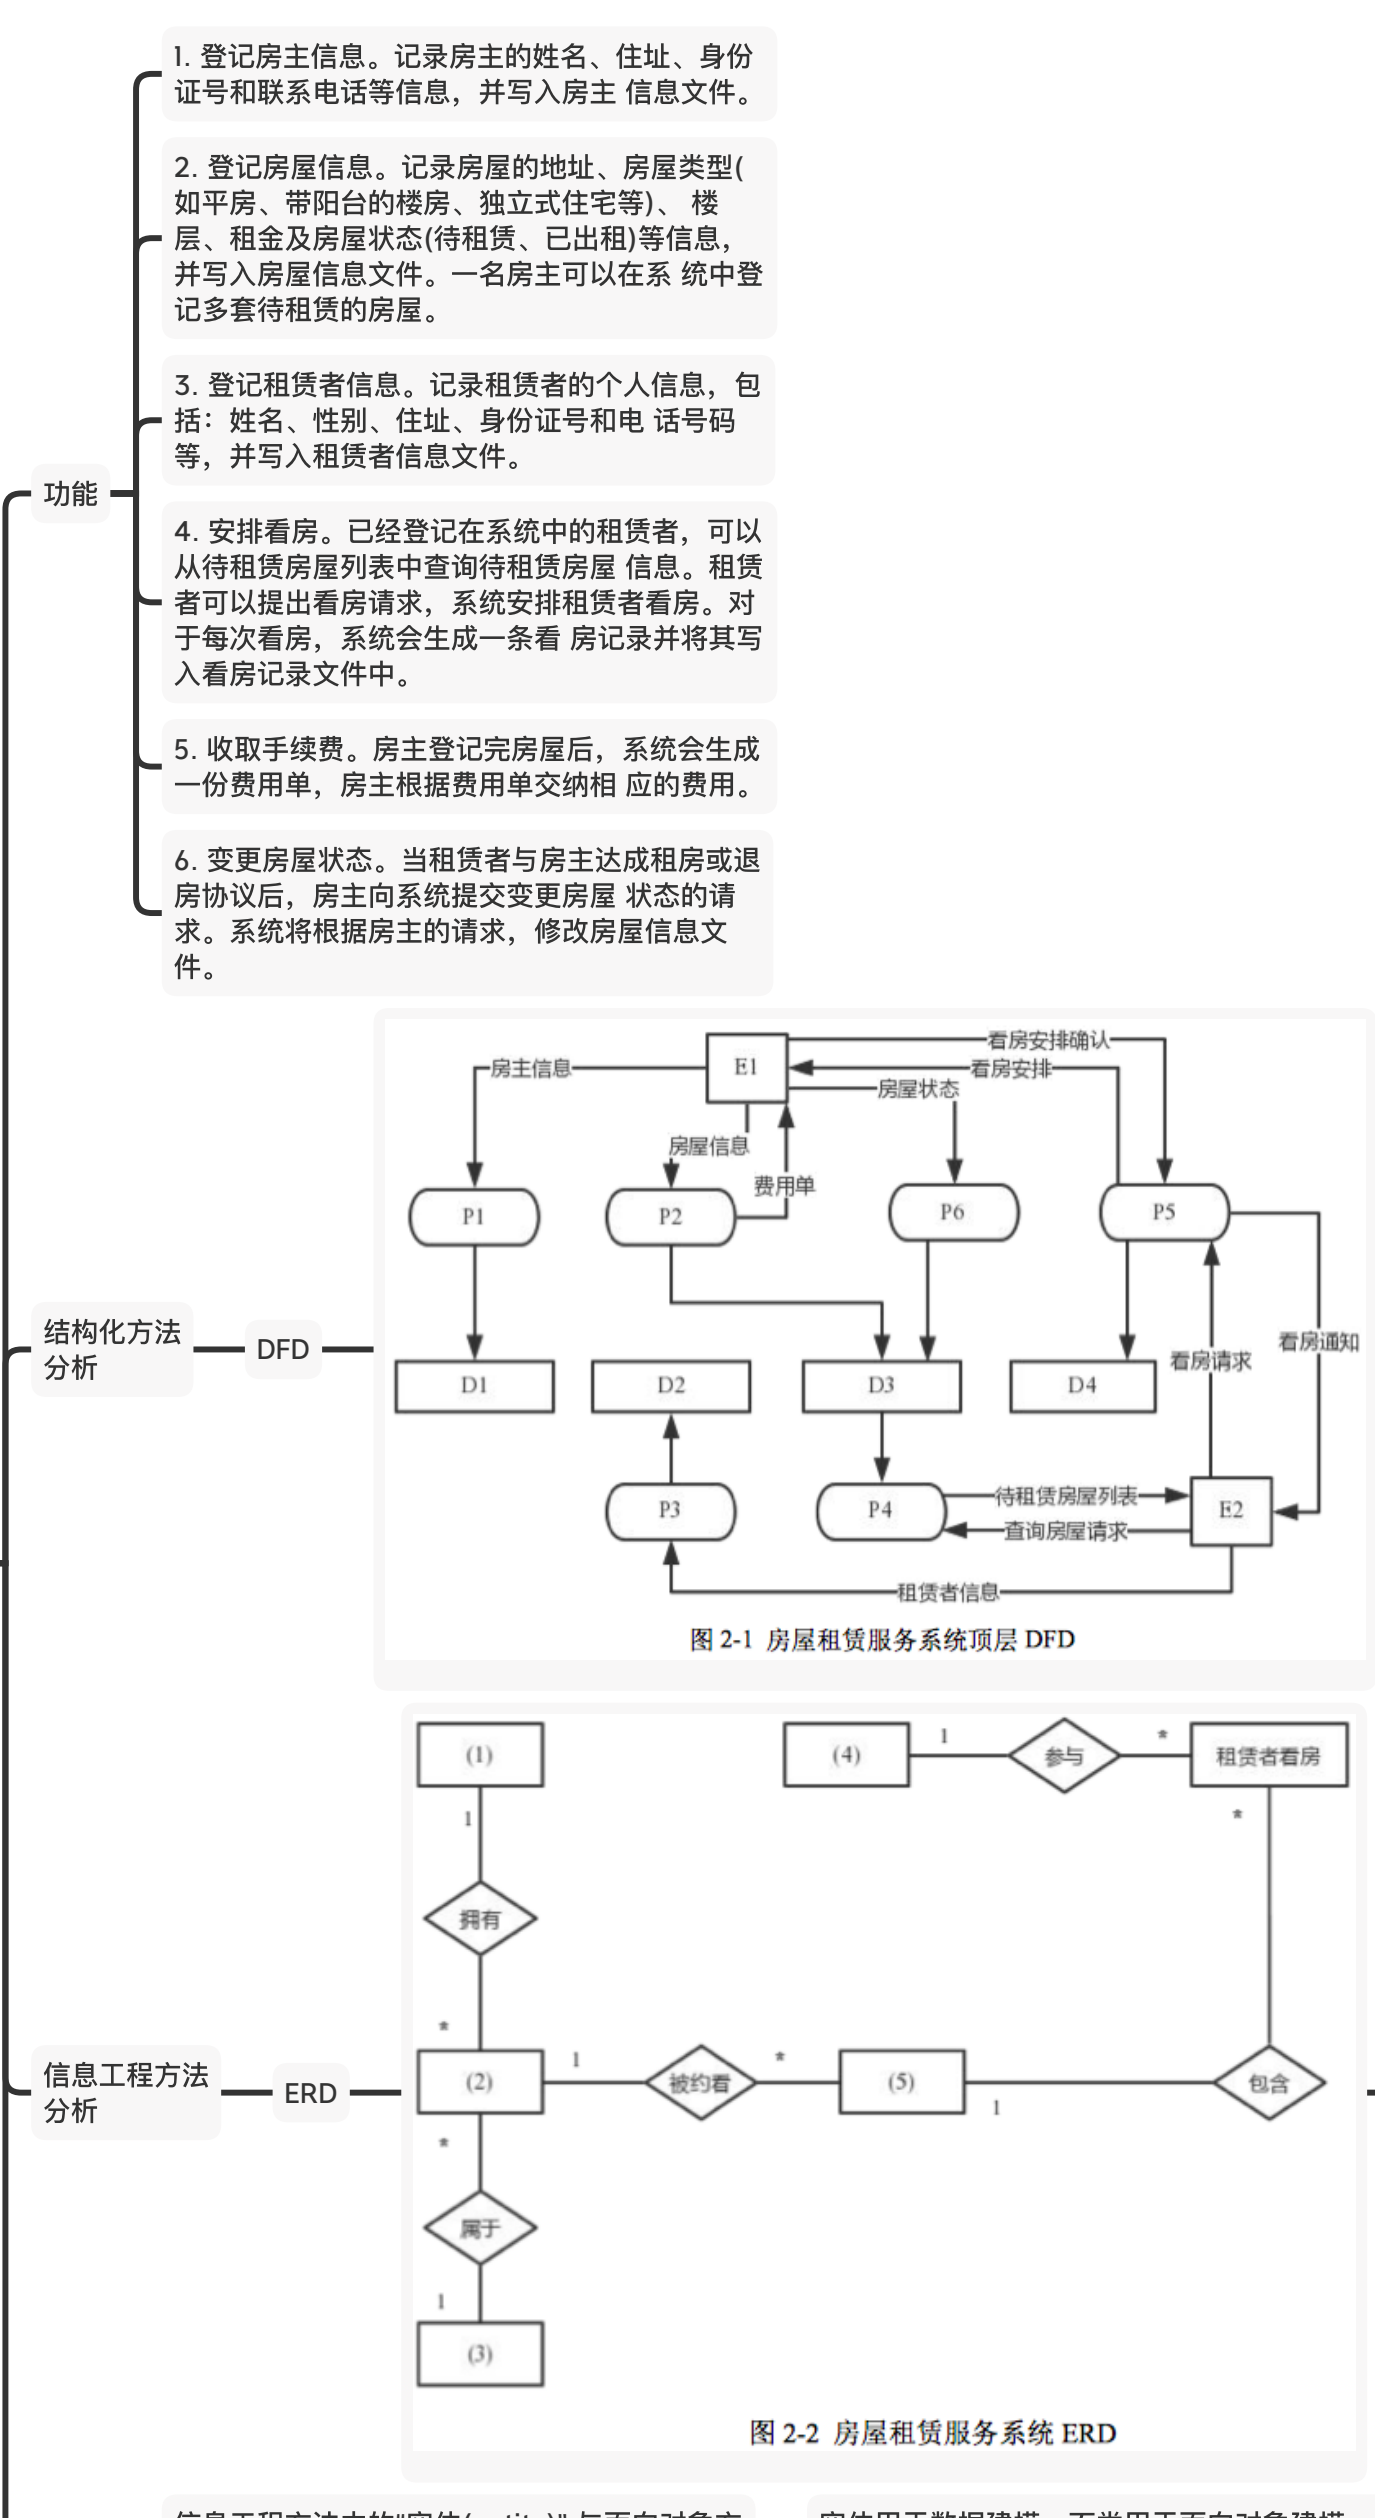 1. 登记房主信息。记录房主的姓名、住址、身份
证号和联系电话等信息，并写入房主 信息文件。
2. 登记房屋信息。记录房屋的地址、房屋类型(
如平房、带阳台的楼房、独立式住宅等)、 楼
层、租金及房屋状态(待租赁、已出租)等信息，
并写入房屋信息文件。一名房主可以在系 统中登
记多套待租赁的房屋。
3. 登记租赁者信息。记录租赁者的个人信息，包
括：姓名、性别、住址、身份证号和电 话号码
等，并写入租赁者信息文件。
功能
4. 安排看房。已经登记在系统中的租赁者，可以
从待租赁房屋列表中查询待租赁房屋 信息。租赁
者可以提出看房请求，系统安排租赁者看房。对
于每次看房，系统会生成一条看 房记录并将其写
入看房记录文件中。
5. 收取手续费。房主登记完房屋后，系统会生成
一份费用单，房主根据费用单交纳相 应的费用。
6. 变更房屋状态。当租赁者与房主达成租房或退
房协议后，房主向系统提交变更房屋 状态的请
求。系统将根据房主的请求，修改房屋信息文
件。
结构化方法
分析
DFD
看房安排确认
房主信息
E1
看房安排
房屋状态
房屋信息
费用单
P1
P2
P6
P5
看房通知
看房请求
D1
D2
D3
D4
P3
P4
待租赁房屋列表
E2
查询房屋请求
租赁者信息
图 2-1 房屋租赁服务系统顶层 DFD
信息工程方法
分析
ERD
(1)
(4)
1
参与
*
租赁者看房
1
*
拥有
*
(2)
1
被约看
*
(5)
1
包含
*
属于
1
(3)
图 2-2 房屋租赁服务系统 ERD